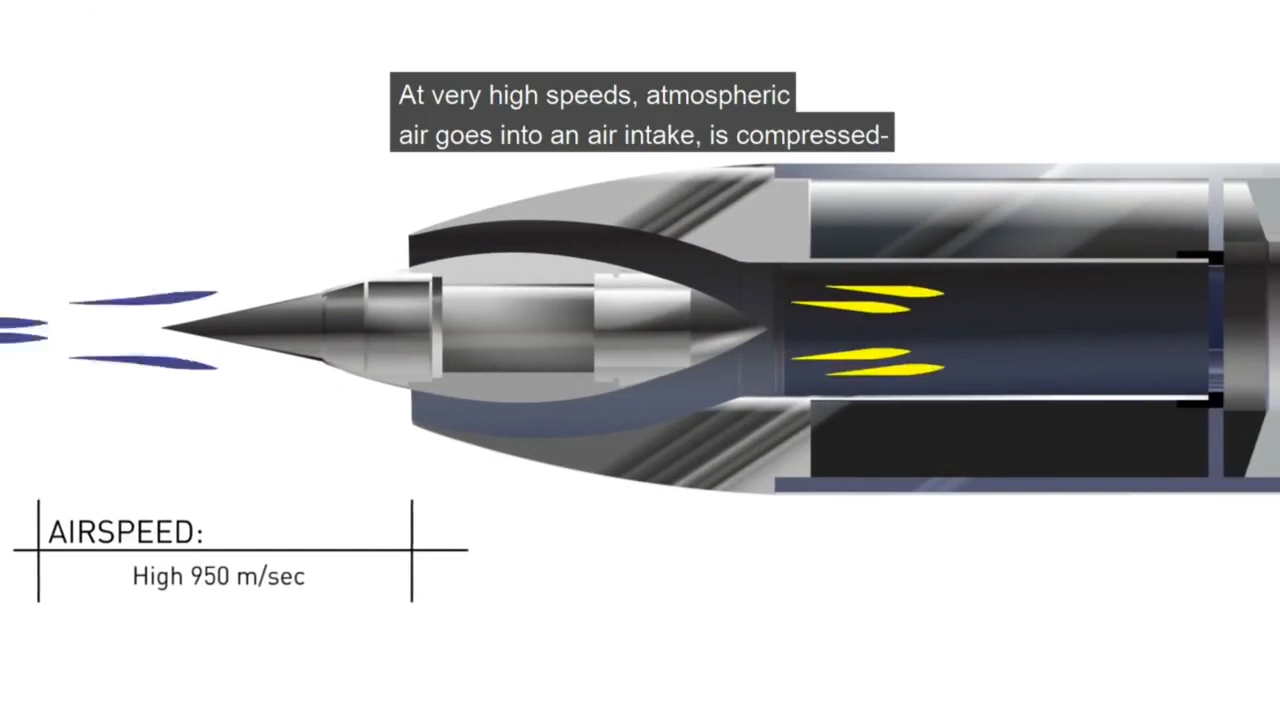 At very high speeds, atmospheric
air goes into an air intake, is compressed-
AIRSPEED:
High 950 m/sec